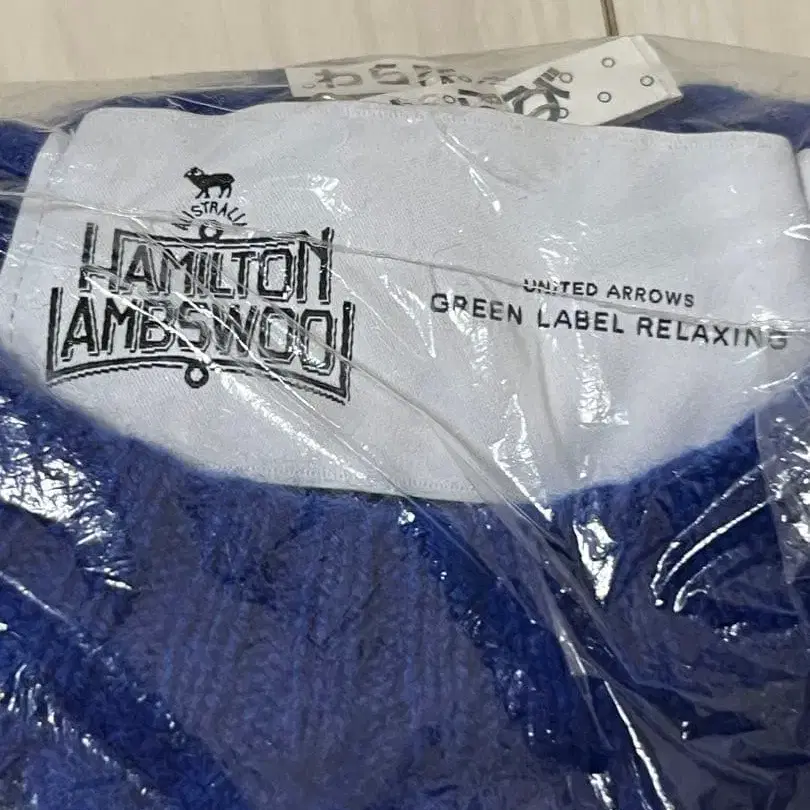 AUSTRALIA
HAMILTON
LAMBSWOOL
UNITED ARROWS
GREEN LABEL RELAXING